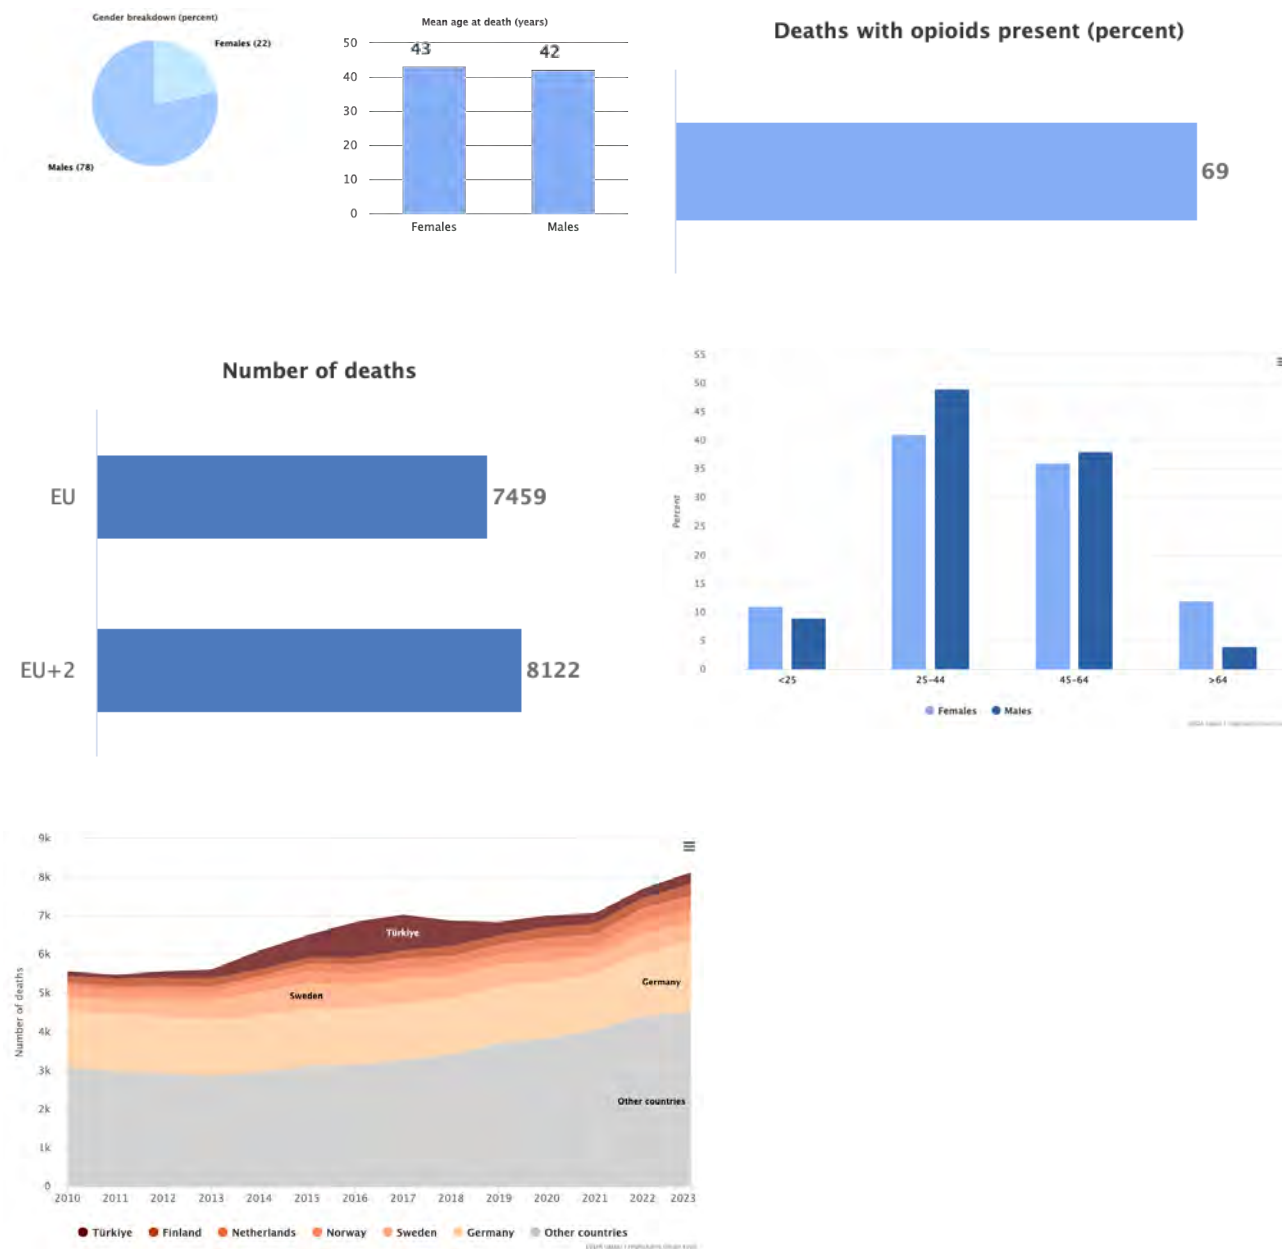 Gender breakdown (percent)
Females (22)
Males (78)
Mean age at death (years)
50
40
30
20
10
0
43
42
Females
Males
Deaths with opioids present (percent)
69
Number of deaths
EU
7459
EU+2
8122
55
50
45
40
35
30
25
20
15
10
5
0
Percent
<25
25-44
45-64
>64
Females
Males
9k
8k
7k
6k
5k
4k
3k
2k
1k
0
Number of deaths
Türkiye
Sweden
Germany
Other countries
2010 2011 2012 2013 2014 2015 2016 2017 2018 2019 2020 2021 2022 2023
Türkiye Finland Netherlands Norway Sweden Germany Other countries